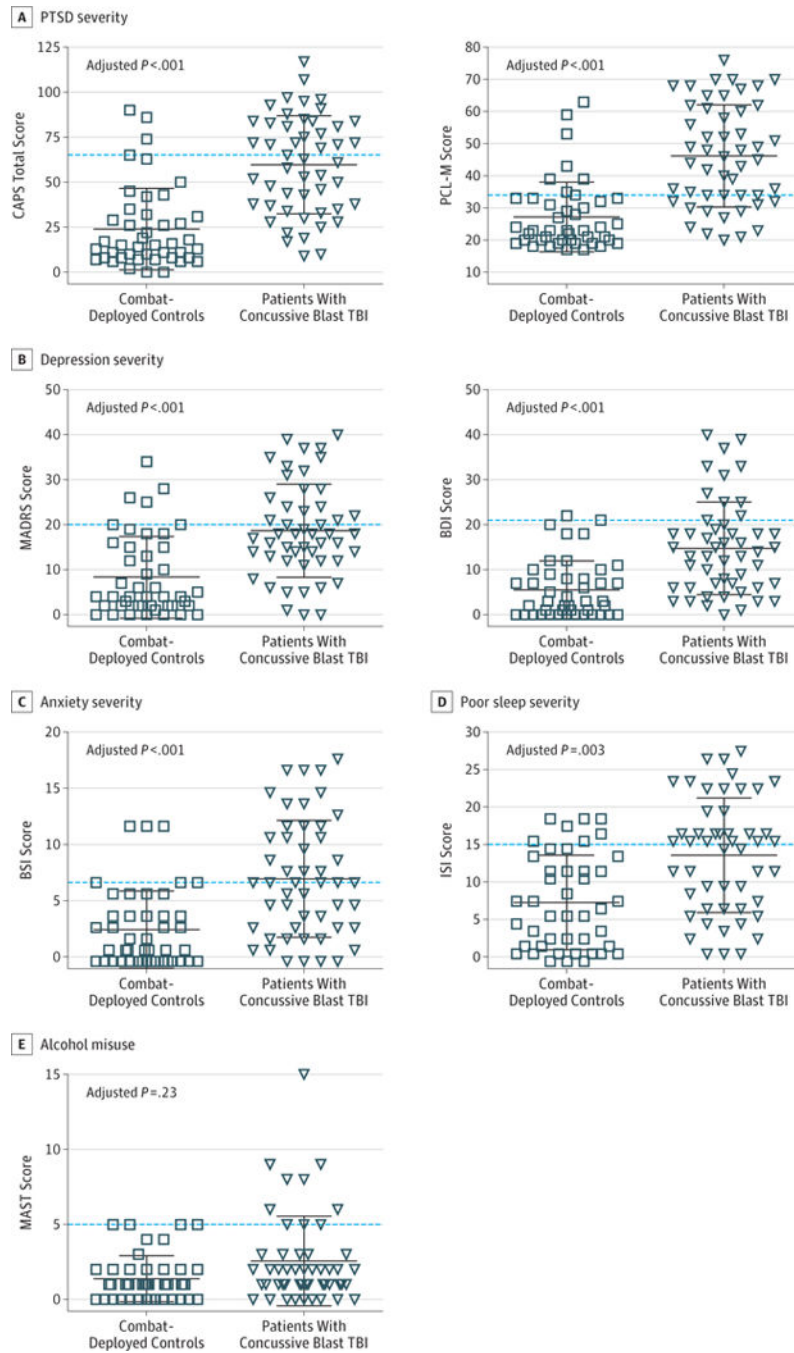 A PTSD severity
125
100
75
50
25
0
CAPS Total Score
Adjusted P<.001
Combat-
Deployed Controls
Patients With
Concussive Blast TBI
80
70
60
50
40
30
20
10
PCL-M Score
Adjusted P<.001
Combat-
Deployed Controls
Patients With
Concussive Blast TBI
B Depression severity
50
40
30
20
10
0
MADRS Score
Adjusted P<.001
Combat-
Deployed Controls
Patients With
Concussive Blast TBI
50
40
30
20
10
0
BDI Score
Adjusted P<.001
Combat-
Deployed Controls
Patients With
Concussive Blast TBI
C Anxiety severity
20
15
10
5
0
BSI Score
Adjusted P<.001
Combat-
Deployed Controls
Patients With
Concussive Blast TBI
D Poor sleep severity
30
25
20
15
10
5
0
ISI Score
Adjusted P=.003
Combat-
Deployed Controls
Patients With
Concussive Blast TBI
E Alcohol misuse
15
10
5
0
MAST Score
Adjusted P=.23
Combat-
Deployed Controls
Patients With
Concussive Blast TBI